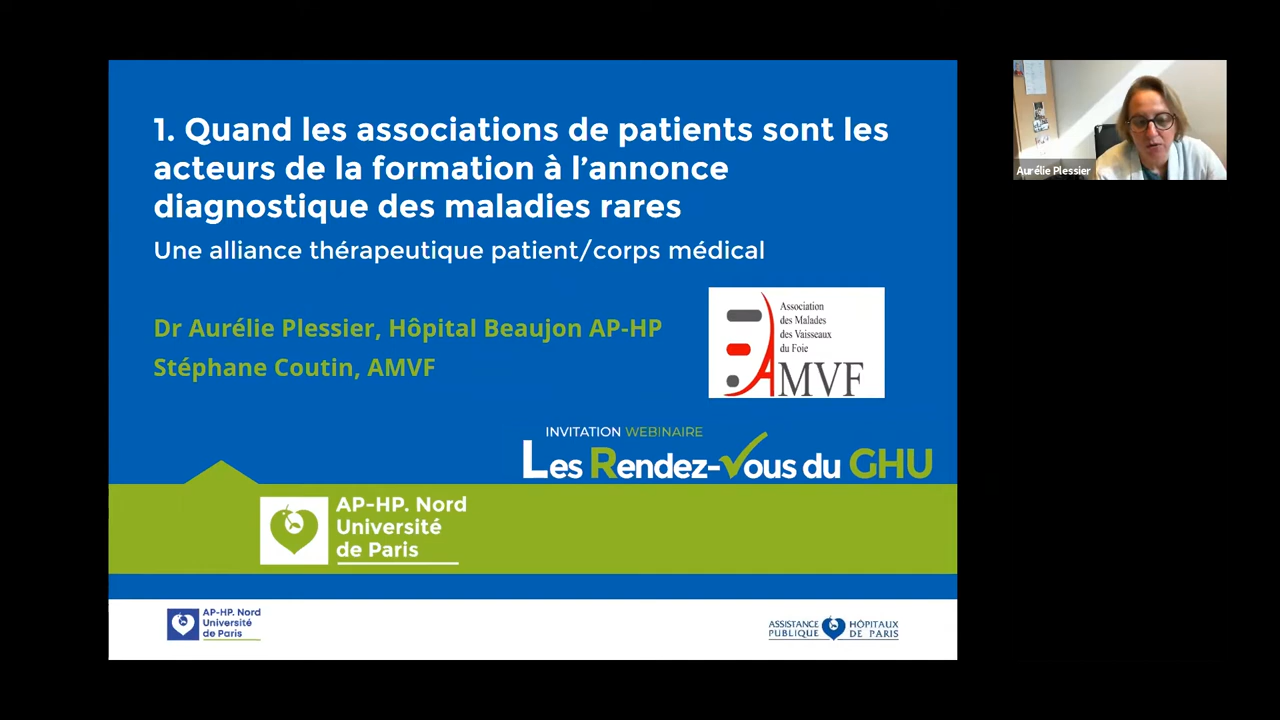 1. Quand les associations de patients sont les
acteurs de la formation à l’annonce
diagnostique des maladies rares
Une alliance thérapeutique patient/corps médical
Dr Aurélie Plessier, Hôpital Beaujon AP-HP
Stéphane Coutin, AMVF
Association
des Malades
des Vaisseaux
du Foie
AMVF
INVITATION WEBINAIRE
Les Rendez-Vous du GHU
AP-HP. Nord
Université
de Paris
AP-HP. Nord
Université
de Paris
ASSISTANCE
PUBLIQUE
HÔPITAUX
DE PARIS
Aurélie Plessier